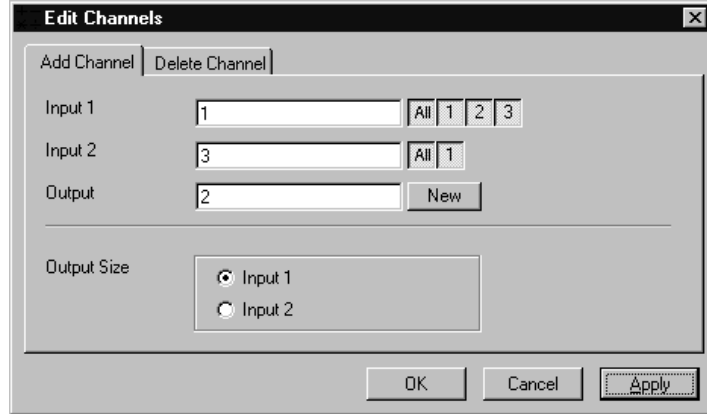 Edit Channels
Add Channel Delete Channel
Input 1 1 All 1 2 3
Input 2 3 All 1
Output 2 New
Output Size
Input 1
Input 2
OK Cancel Apply